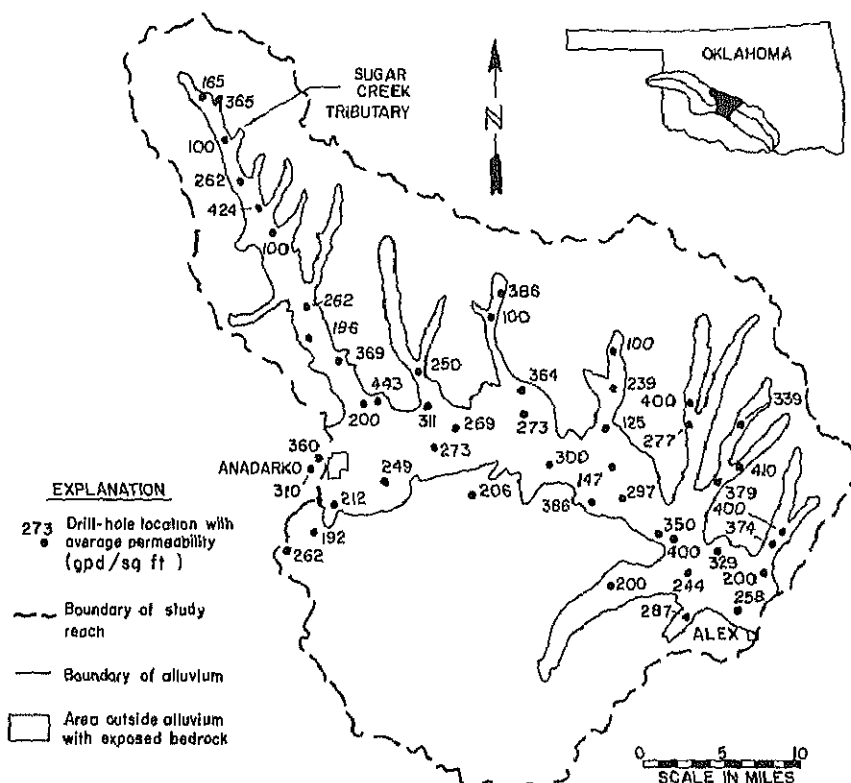 OKLAHOMA
SUGAR
CREEK
TRIBUTARY
N
165
365
100
262
424
100
262
196
369
443
200
250
311
386
100
364
273
269
273
100
239
125
400
277
339
410
379
400
374
360
ANADARKO
310
249
212
192
262
206
300
147
386
297
350
400
329
244
200
200
258
287
ALEX
EXPLANATION
273 Drill-hole location with
average permeability
(gpd/sq ft)
Boundary of study
reach
Boundary of alluvium
Area outside alluvium
with exposed bedrock
0 5 10
SCALE IN MILES